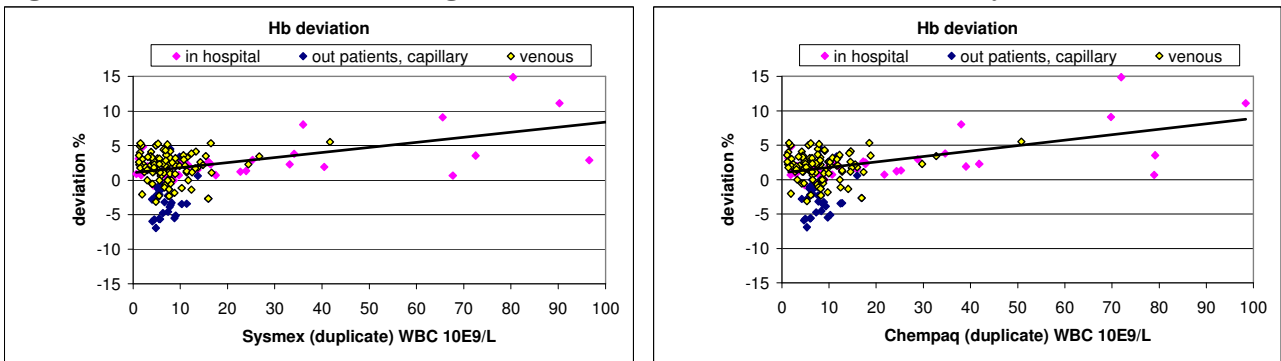 Hb deviation
in hospital out patients, capillary venous
15
10
5
0
-5
-10
-15
deviation %
0 10 20 30 40 50 60 70 80 90 100
Sysmex (duplicate) WBC 10E9/L
Hb deviation
in hospital out patients, capillary venous
15
10
5
0
-5
-10
-15
deviation %
0 10 20 30 40 50 60 70 80 90 100
Chempaq (duplicate) WBC 10E9/L